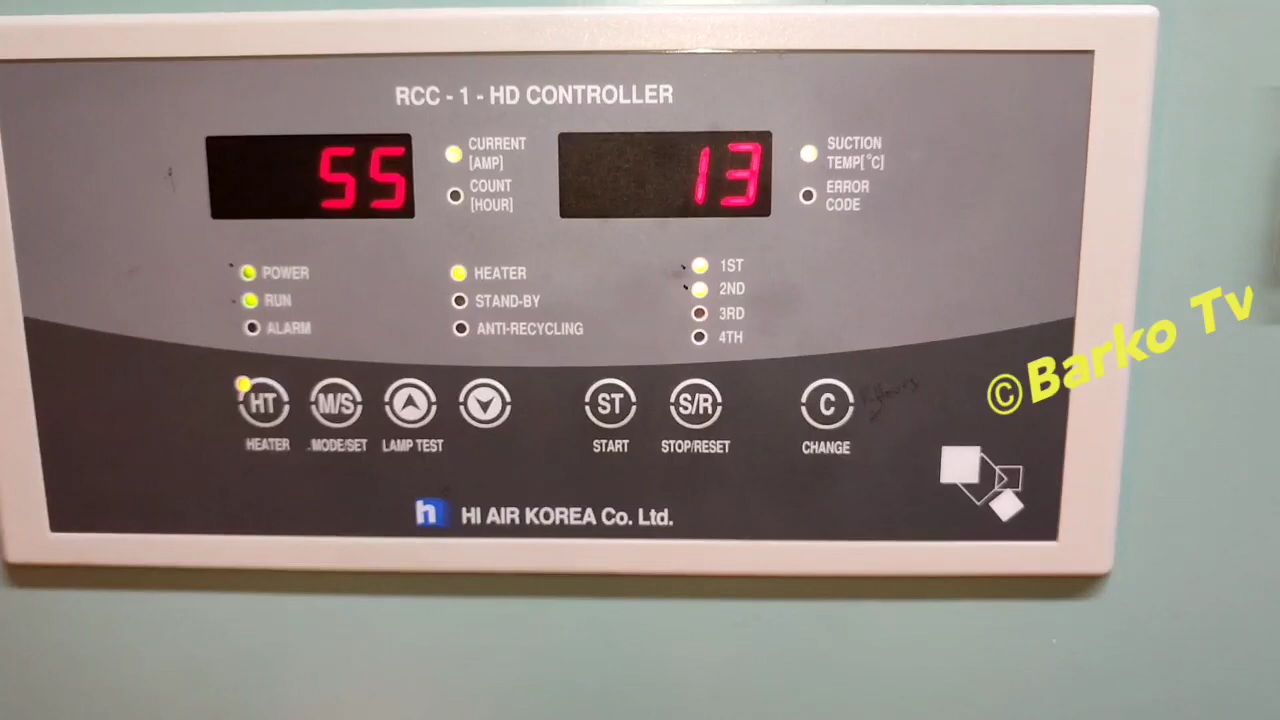 RCC - 1 - HD CONTROLLER
55
CURRENT
[AMP]
COUNT
[HOUR]
13
SUCTION
TEMP[°C]
ERROR
CODE
POWER
RUN
ALARM
HEATER
STAND-BY
ANTI-RECYCLING
1ST
2ND
3RD
4TH
HT
M/S
ST
S/R
C
HEATER
MODE/SET
LAMP TEST
START
STOP/RESET
CHANGE
h HI AIR KOREA Co. Ltd.
©Barko Tv